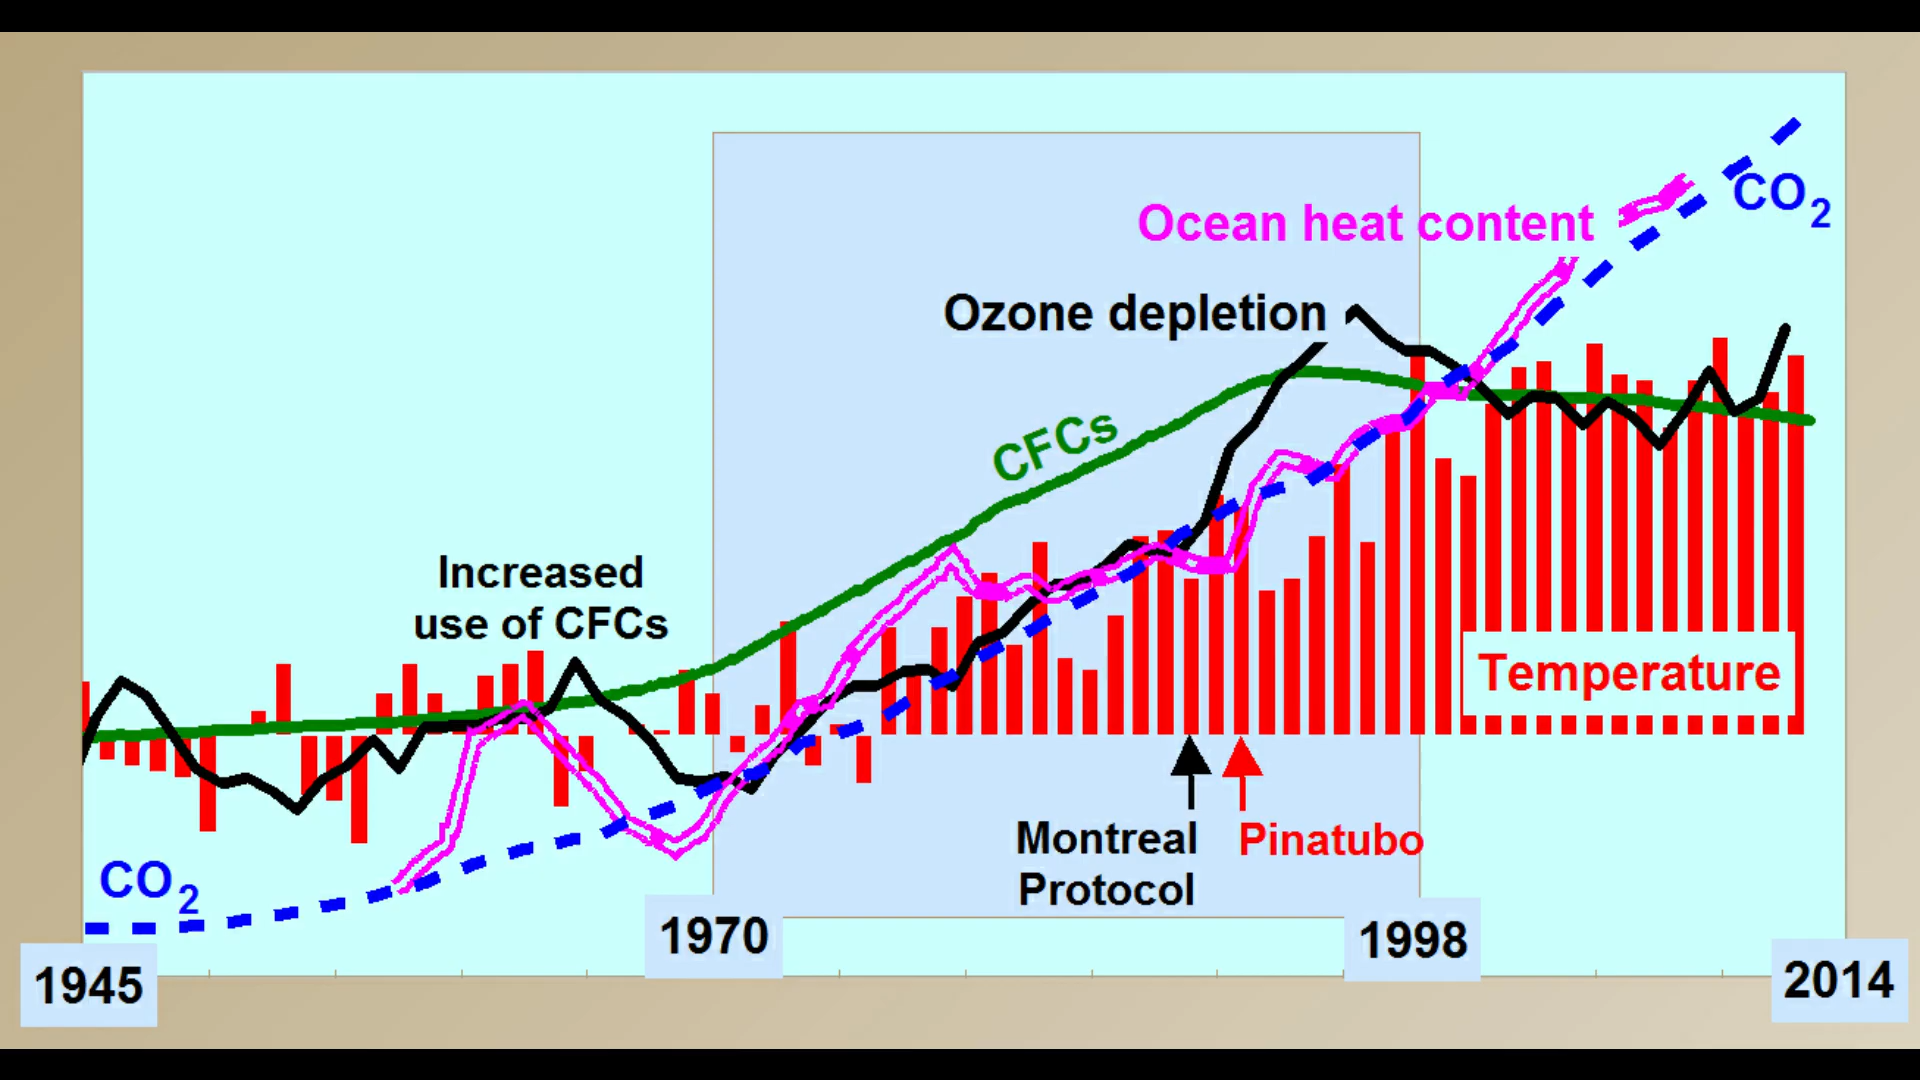 CO₂
Ocean heat content
Ozone depletion
CFCs
Increased
use of CFCs
Temperature
Montreal
Protocol
Pinatubo
CO₂
1970
1998
1945
2014